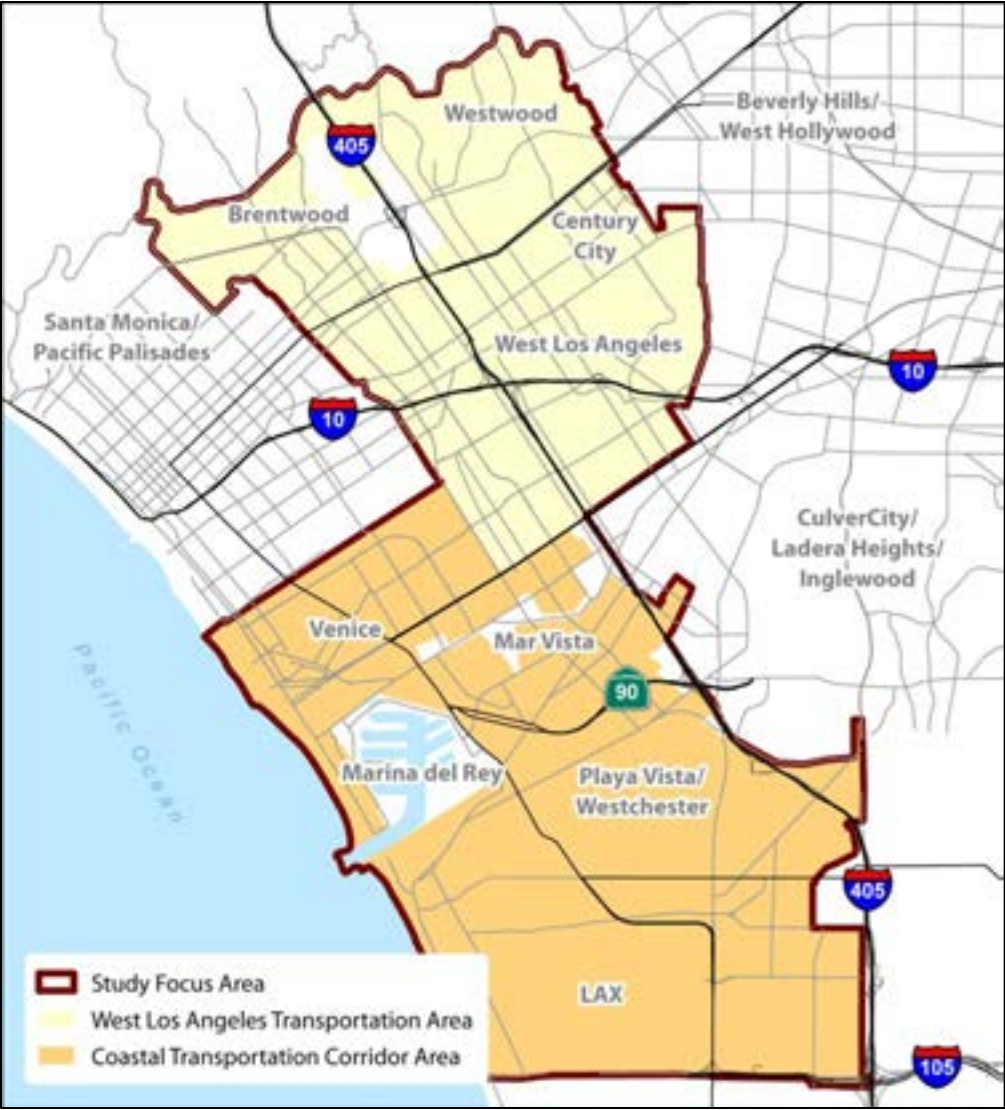 405
Westwood
Beverly Hills/
West Hollywood
Brentwood
Century
City
Santa Monica/
Pacific Palisades
West Los Angeles
10
10
CulverCity/
Ladera Heights/
Inglewood
Venice
Mar Vista
90
Pacific Ocean
Marina del Rey
Playa Vista/
Westchester
405
LAX
105
Study Focus Area
West Los Angeles Transportation Area
Coastal Transportation Corridor Area